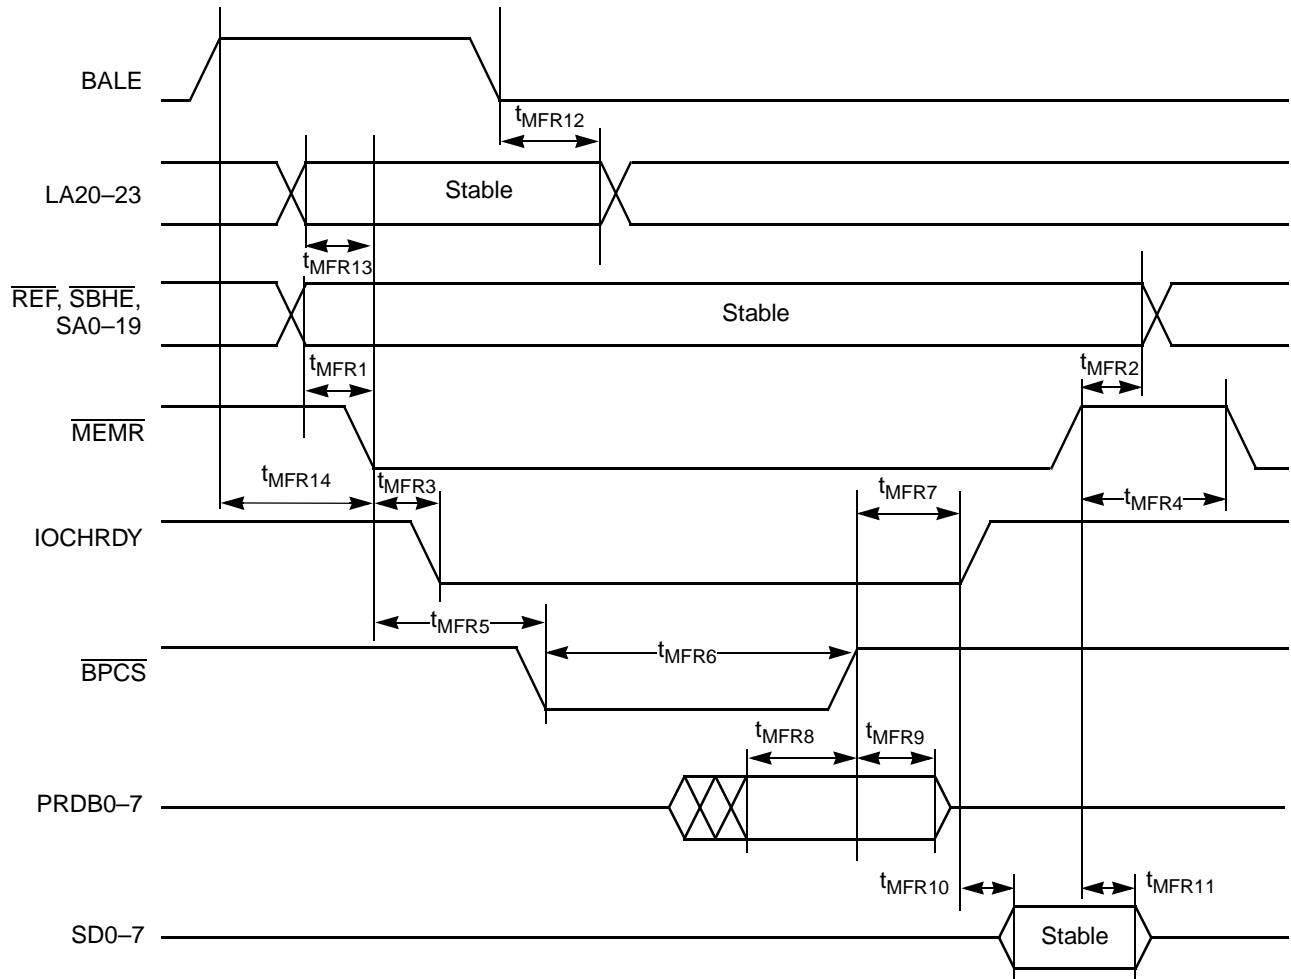 BALE
tMFR12
LA20–23
Stable
tMFR13
REF, SBHE,
SA0–19
Stable
tMFR1
tMFR2
MEMR
tMFR14
tMFR3
tMFR7
tMFR4
IOCHRDY
tMFR5
BPCS
tMFR6
tMFR8
tMFR9
PRDB0–7
tMFR10
tMFR11
SD0–7
Stable